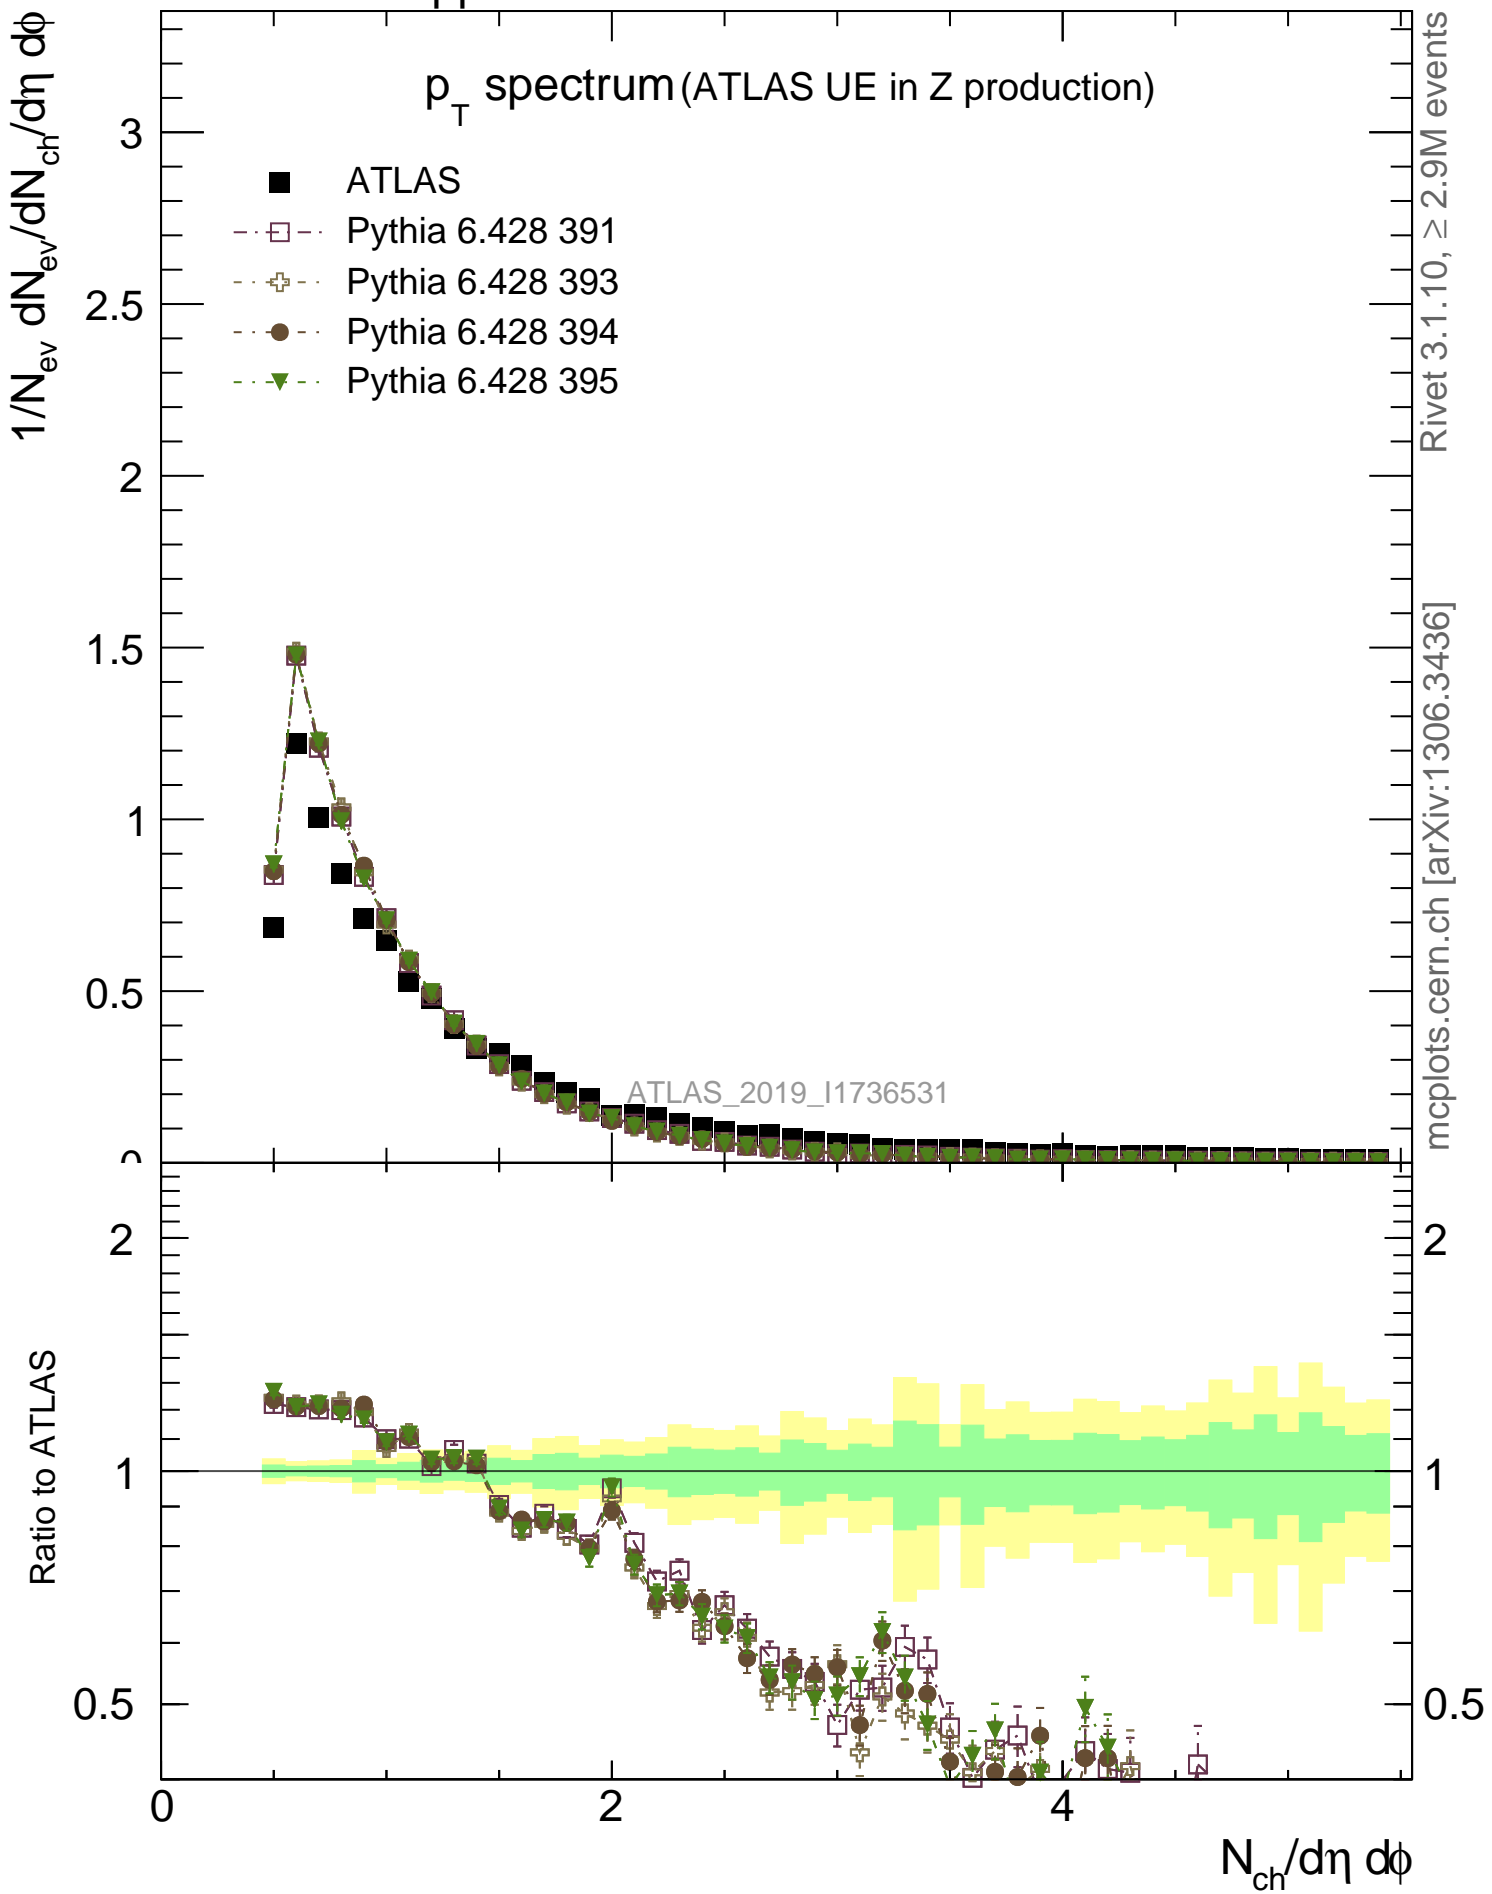 pp
1/N_ev dN_ev/dN_ch/dη dϕ
p_T spectrum (ATLAS UE in Z production)
ATLAS
Pythia 6.428 391
Pythia 6.428 393
Pythia 6.428 394
Pythia 6.428 395
3
2.5
2
1.5
1
0.5
0
ATLAS_2019_I1736531
Rivet 3.1.10, ≥ 2.9M events
mcplots.cern.ch [arXiv:1306.3436]
Ratio to ATLAS
2
1
0.5
2
1
0.5
0
2
4
N_ch/dη dϕ